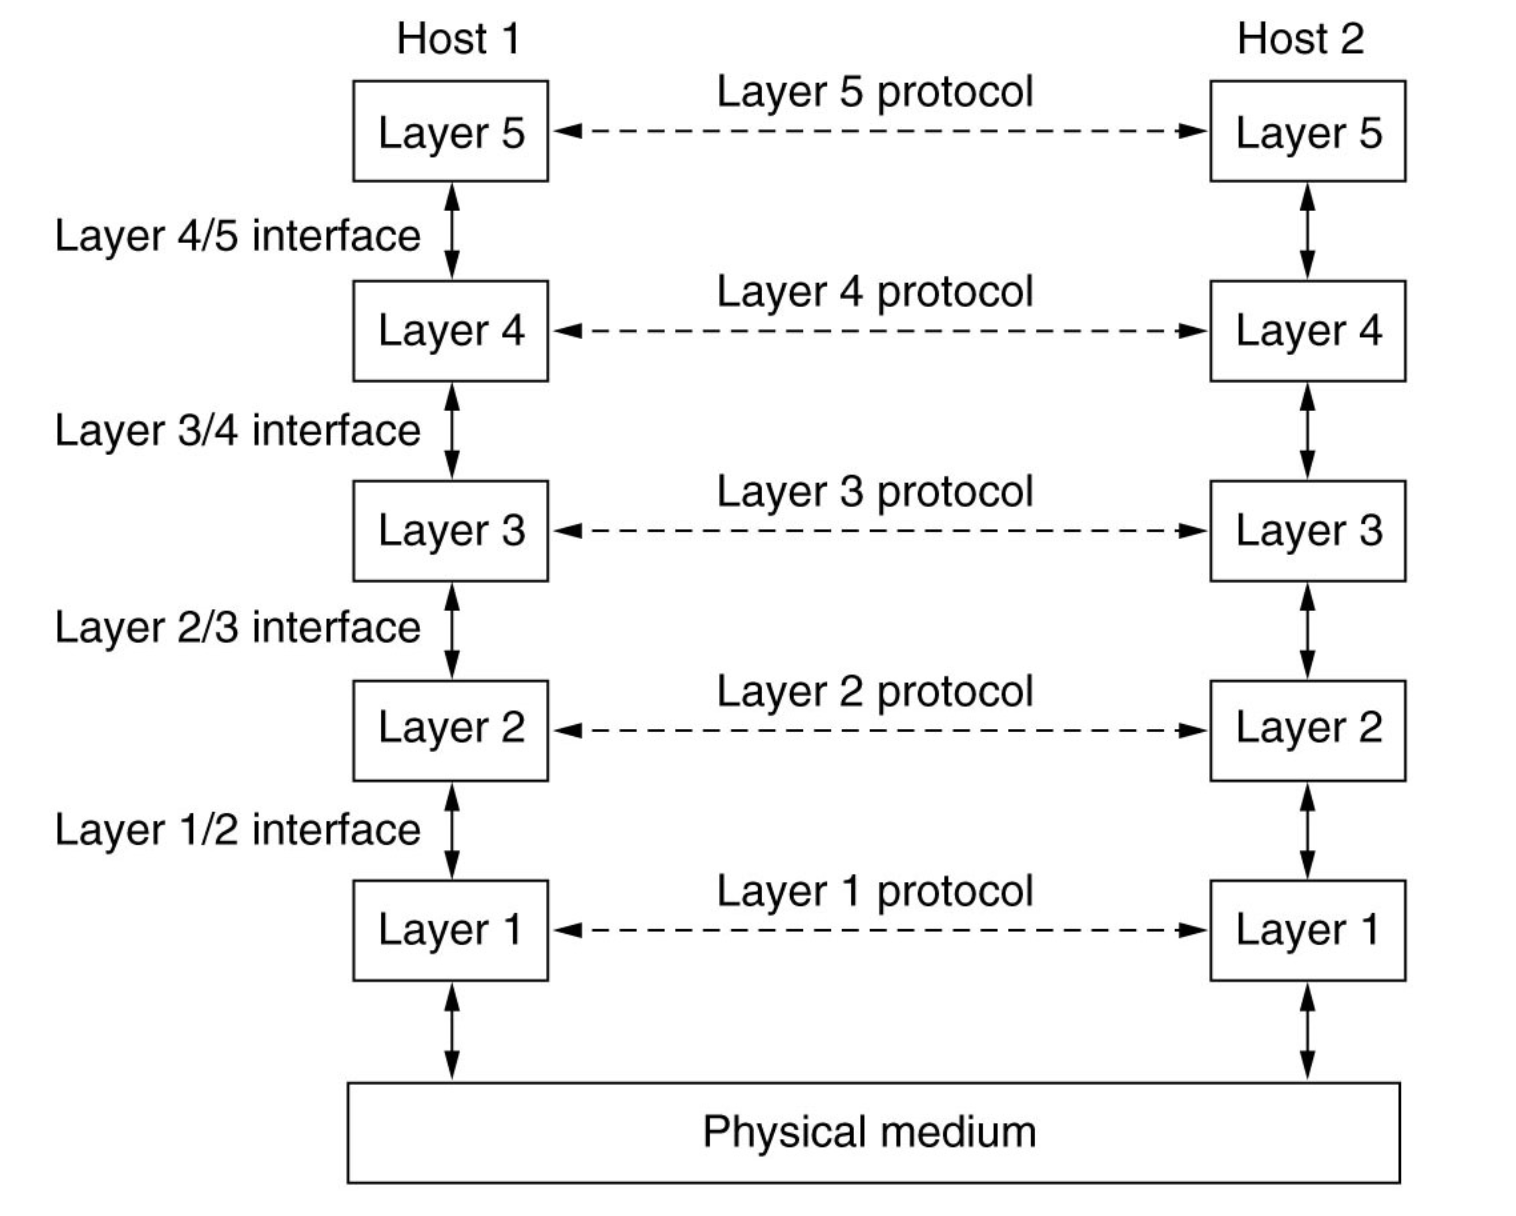 Host 1
Host 2
Layer 5 protocol
Layer 5
Layer 5
Layer 4/5 interface
Layer 4 protocol
Layer 4
Layer 4
Layer 3/4 interface
Layer 3 protocol
Layer 3
Layer 3
Layer 2/3 interface
Layer 2 protocol
Layer 2
Layer 2
Layer 1/2 interface
Layer 1 protocol
Layer 1
Layer 1
Physical medium